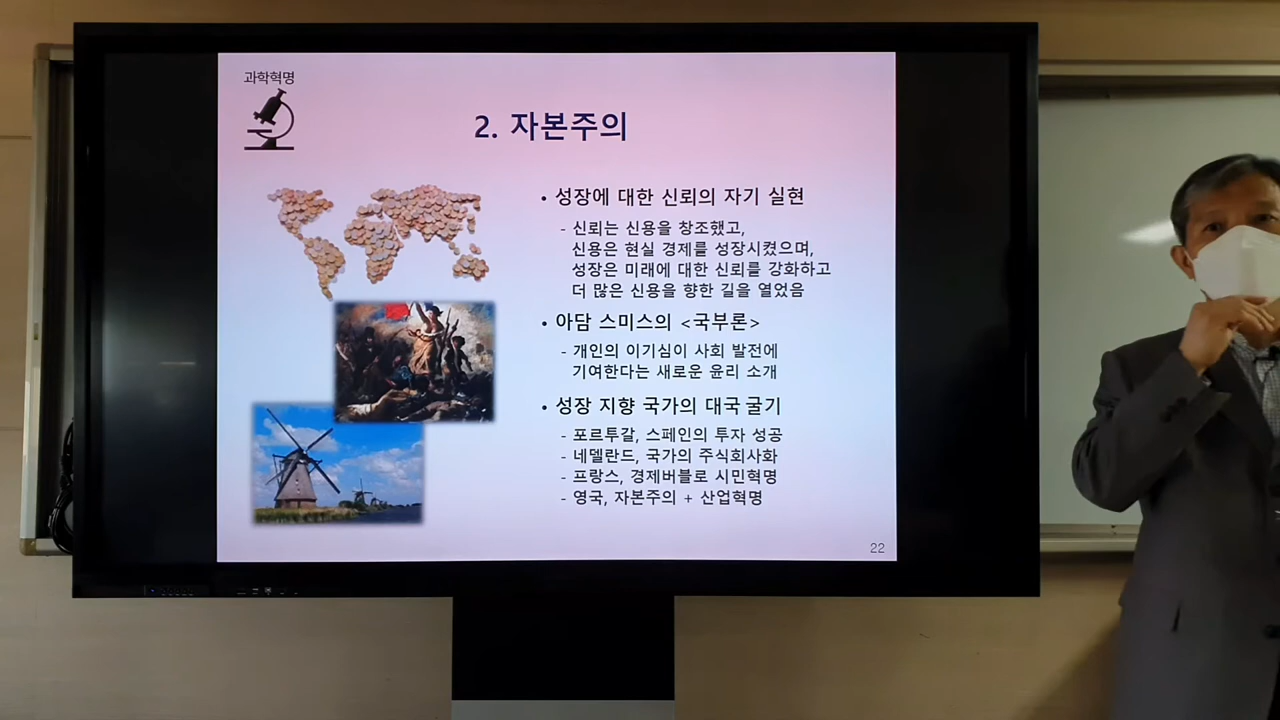 과학혁명
2. 자본주의
• 성장에 대한 신뢰의 자기 실현
- 신뢰는 신용을 창조했고,
신용은 현실 경제를 성장시켰으며,
성장은 미래에 대한 신뢰를 강화하고
더 많은 신용을 향한 길을 열었음
• 아담 스미스의 <국부론>
- 개인의 이기심이 사회 발전에
기여한다는 새로운 윤리 소개
• 성장 지향 국가의 대국 굴기
- 포르투갈, 스페인의 투자 성공
- 네델란드, 국가의 주식회사화
- 프랑스, 경제버블로 시민혁명
- 영국, 자본주의 + 산업혁명
22